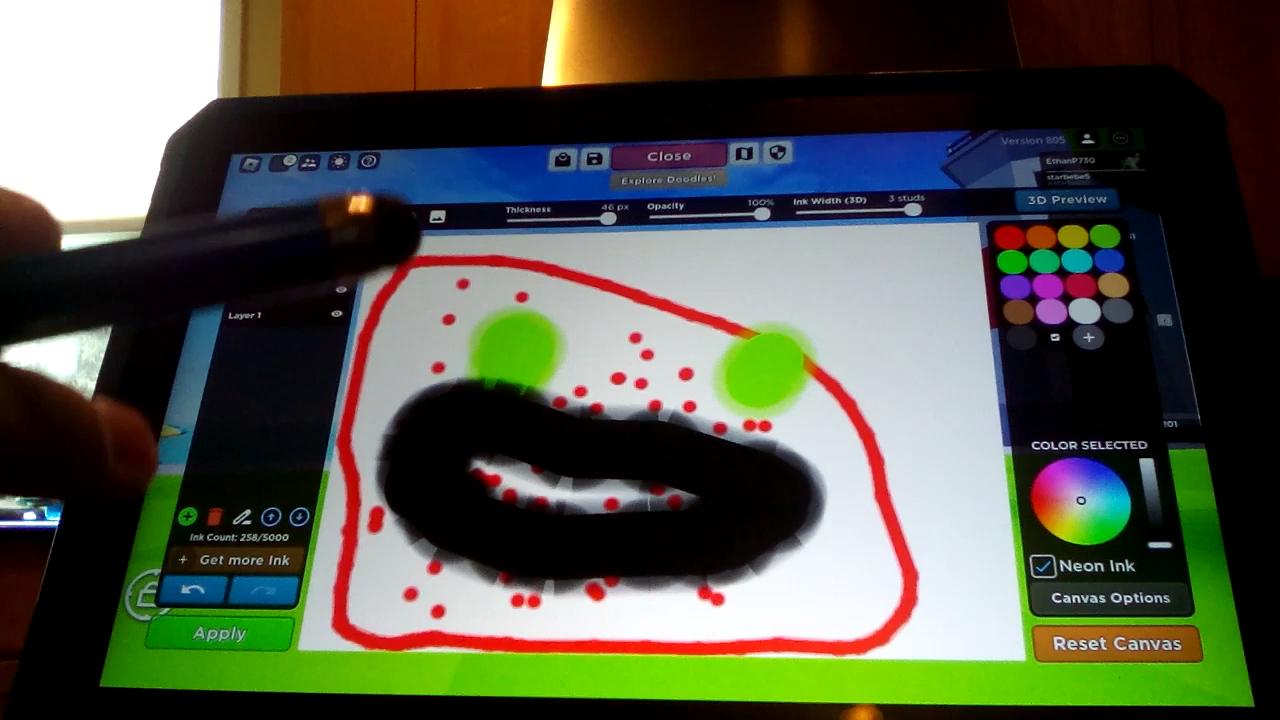 Version 805
Close
Explore Doodles!
EthanP730
starbebe5
Thickness 46 px
Opacity 100%
Ink Width (3D) 3 studs
3D Preview
Layer 1
COLOR SELECTED
Neon Ink
Canvas Options
Reset Canvas
Ink Count: 258/5000
+ Get more Ink
Apply